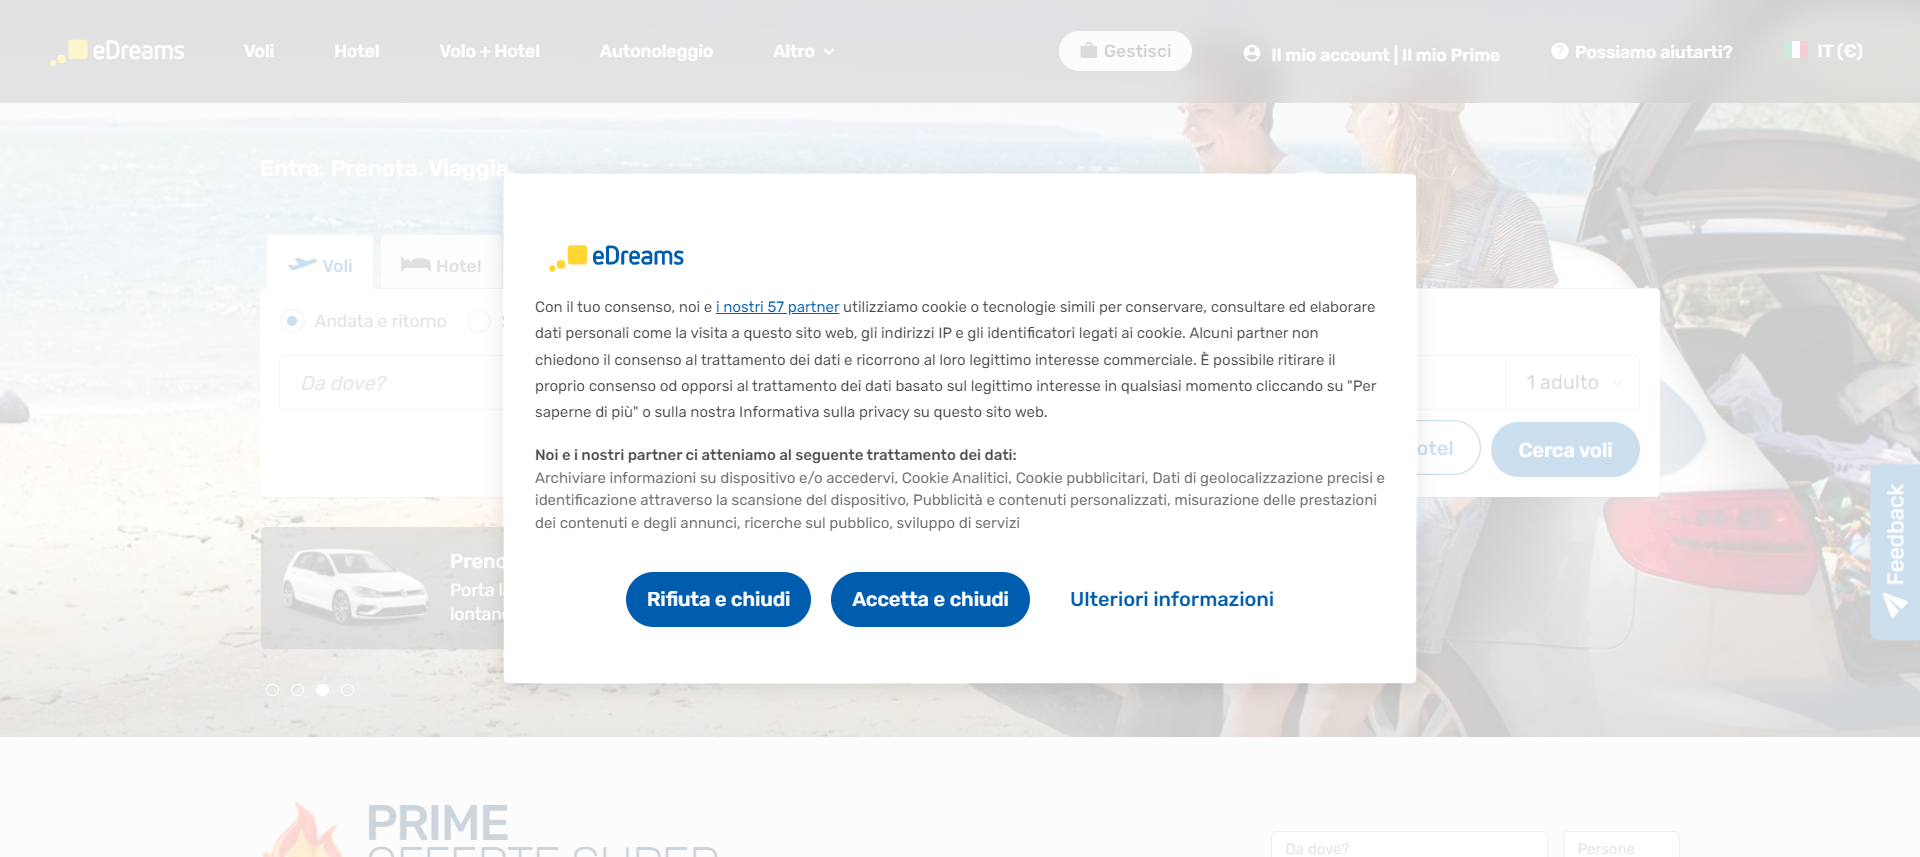 eDreams
Voli
Hotel
Volo + Hotel
Autonoleggio
Altro
Gestisci
Il mio account | Il mio Prime
Possiamo aiutarti?
IT (€)
Entra. Prenota. Viaggia.
Voli
Hotel
Andata e ritorno
Da dove?
1 adulto
Cerca voli
Feedback
eDreams
Con il tuo consenso, noi e i nostri 57 partner utilizziamo cookie o tecnologie simili per conservare, consultare ed elaborare
dati personali come la visita a questo sito web, gli indirizzi IP e gli identificatori legati ai cookie. Alcuni partner non
chiedono il consenso al trattamento dei dati e ricorrono al loro legittimo interesse commerciale. È possibile ritirare il
proprio consenso od opporsi al trattamento dei dati basato sul legittimo interesse in qualsiasi momento cliccando su "Per
saperne di più" o sulla nostra Informativa sulla privacy su questo sito web.
Noi e i nostri partner ci atteniamo al seguente trattamento dei dati:
Archiviare informazioni su dispositivo e/o accedervi, Cookie Analitici, Cookie pubblicitari, Dati di geolocalizzazione precisi e
identificazione attraverso la scansione del dispositivo, Pubblicità e contenuti personalizzati, misurazione delle prestazioni
dei contenuti e degli annunci, ricerche sul pubblico, sviluppo di servizi
Rifiuta e chiudi
Accetta e chiudi
Ulteriori informazioni
Porta
PRIME
OFFERTE SUPER
Da dove?
Persone